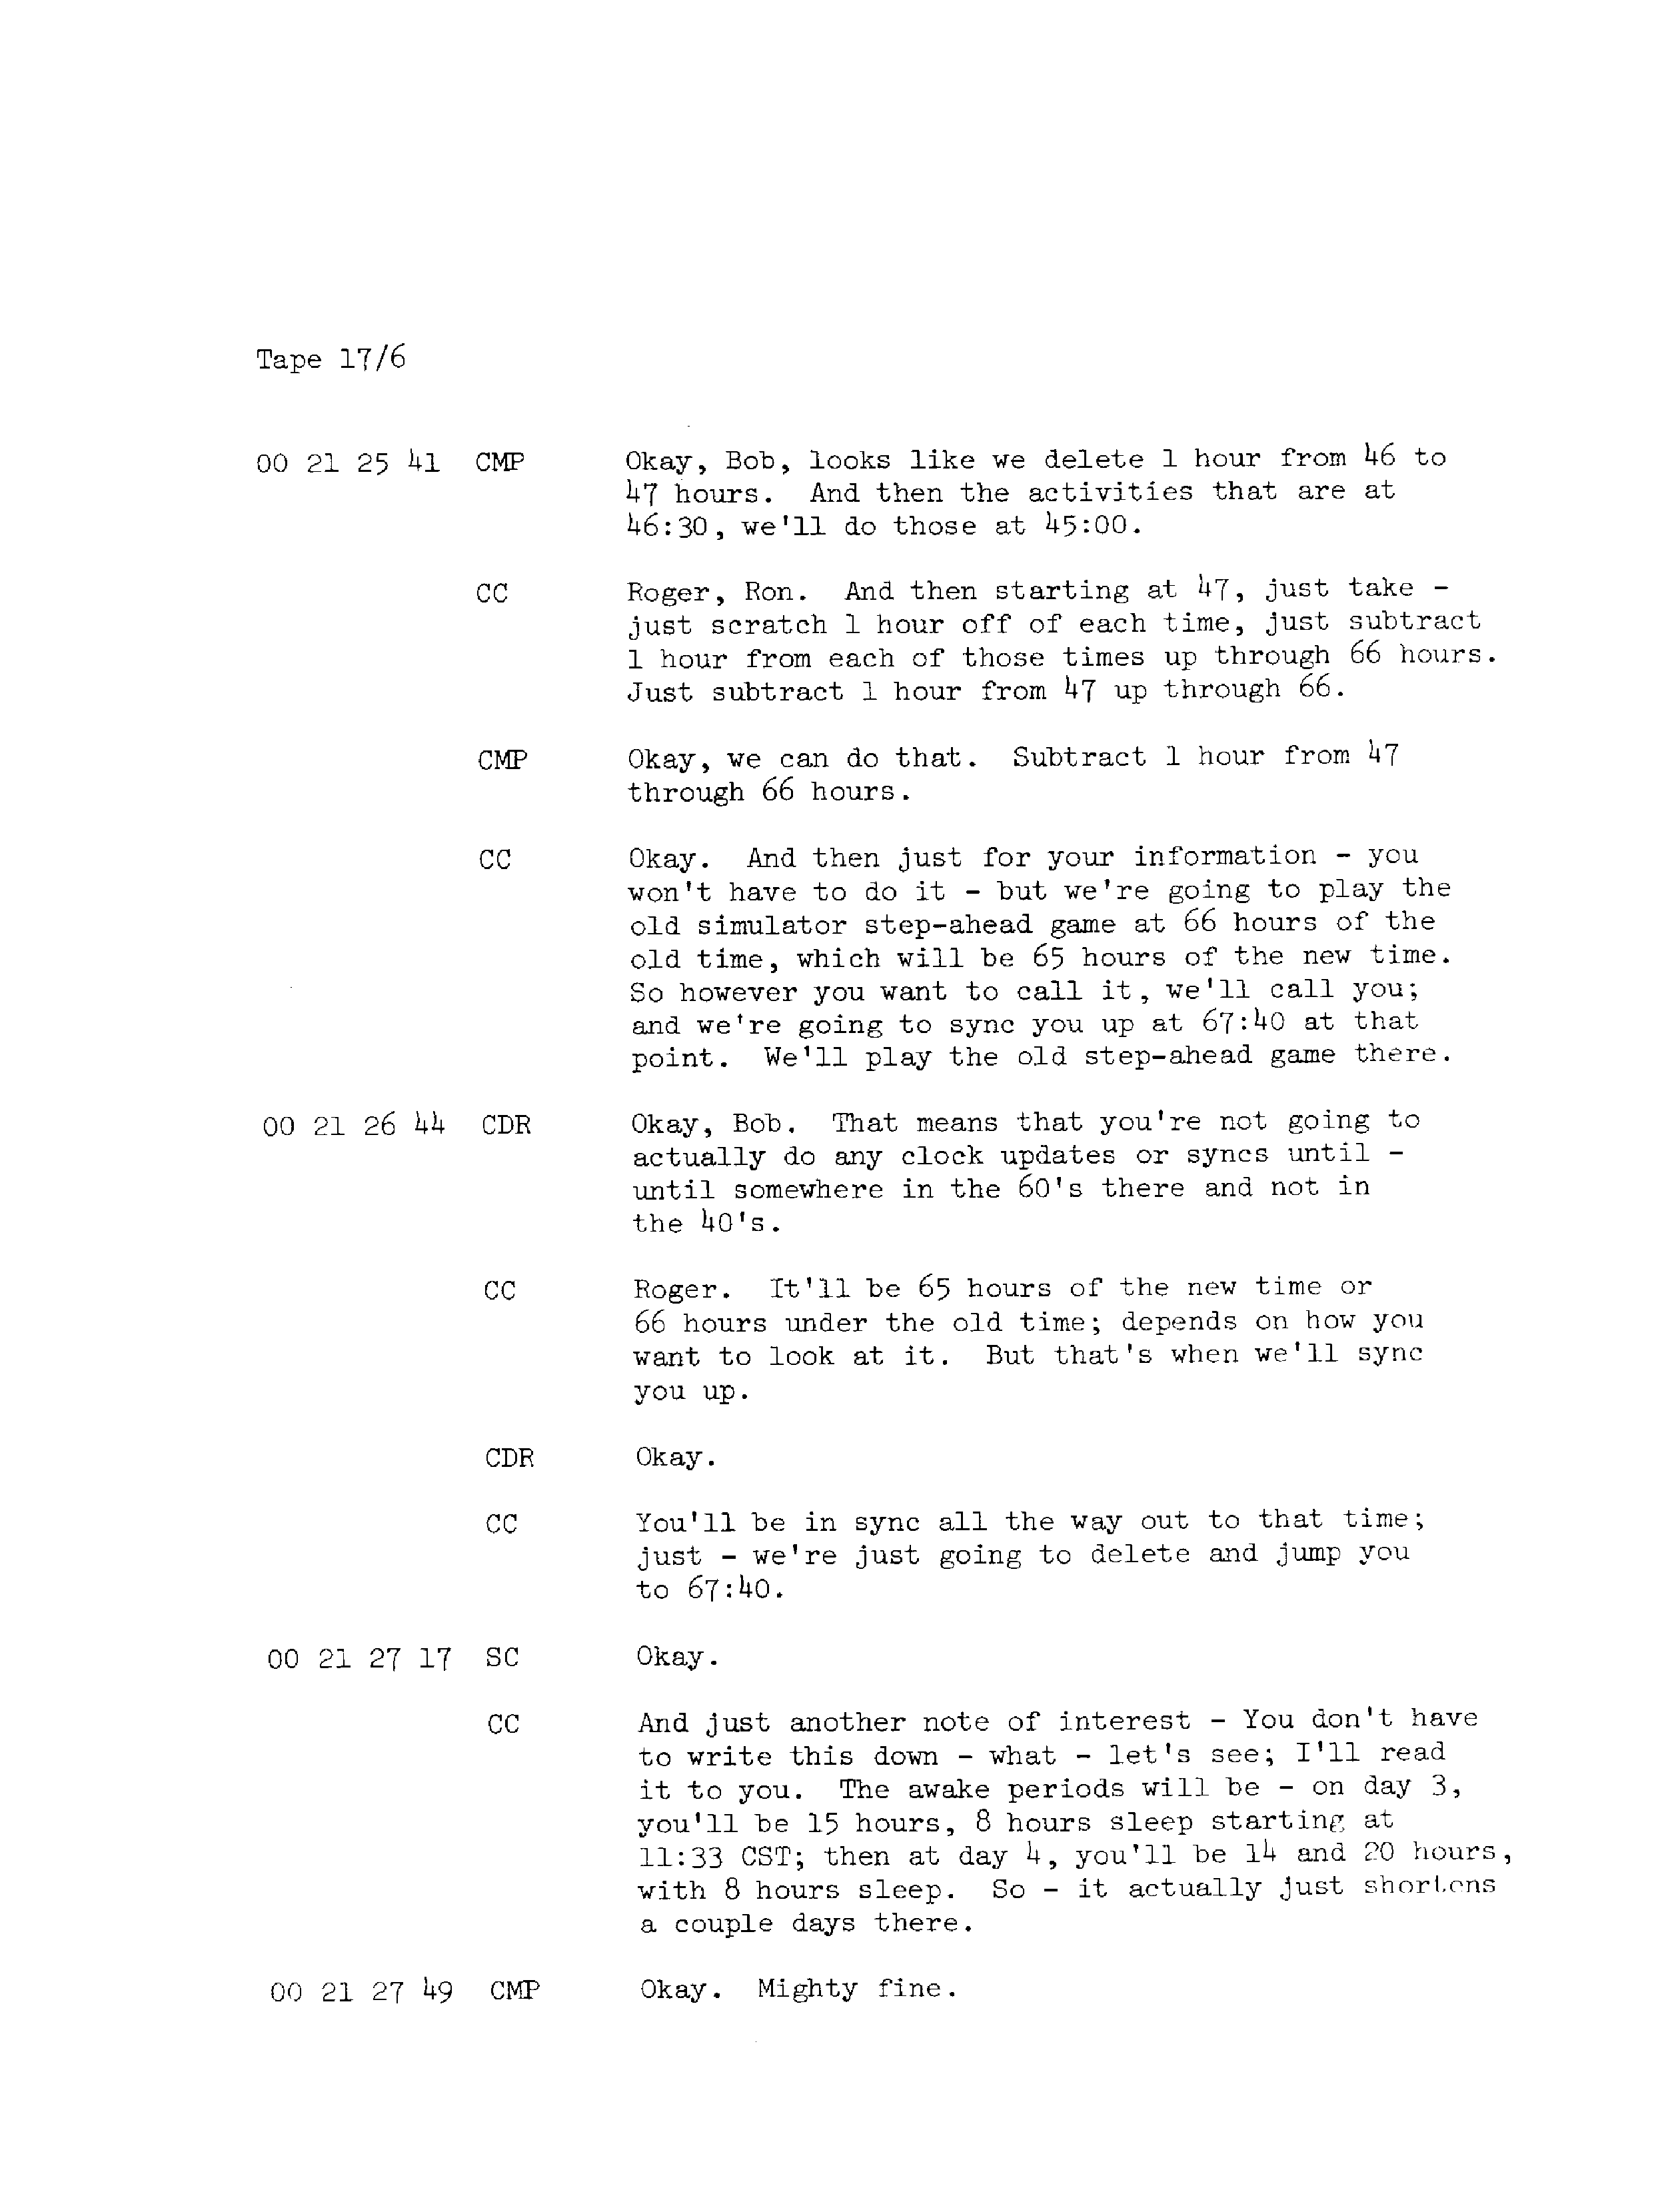 Tape 17/6
00 21 25 41 CMP Okay, Bob, looks like we delete 1 hour from 46 to
47 hours. And then the activities that are at
46:30, we'll do those at 45:00.
CC Roger, Ron. And then starting at 47, just take -
just scratch 1 hour off of each time, just subtract
1 hour from each of those times up through 66 hours.
Just subtract 1 hour from 47 up through 66.
CMP Okay, we can do that. Subtract 1 hour from 47
through 66 hours.
CC Okay. And then just for your information - you
won't have to do it - but we're going to play the
old simulator step-ahead game at 66 hours of the
old time, which will be 65 hours of the new time.
So however you want to call it, we'll call you;
and we're going to sync you up at 67:40 at that
point. We'll play the old step-ahead game there.
00 21 26 44 CDR Okay, Bob. That means that you're not going to
actually do any clock updates or syncs until -
until somewhere in the 60's there and not in
the 40's.
CC Roger. It'll be 65 hours of the new time or
66 hours under the old time; depends on how you
want to look at it. But that's when we'll sync
you up.
CDR Okay.
CC You'll be in sync all the way out to that time;
just - we're just going to delete and jump you
to 67:40.
00 21 27 17 SC Okay.
CC And just another note of interest - You don't have
to write this down - what - let's see; I'll read
it to you. The awake periods will be - on day 3,
you'll be 15 hours, 8 hours sleep starting at
11:33 CST; then at day 4, you'll be 14 and 20 hours,
with 8 hours sleep. So - it actually just shortens
a couple days there.
00 21 27 49 CMP Okay. Mighty fine.